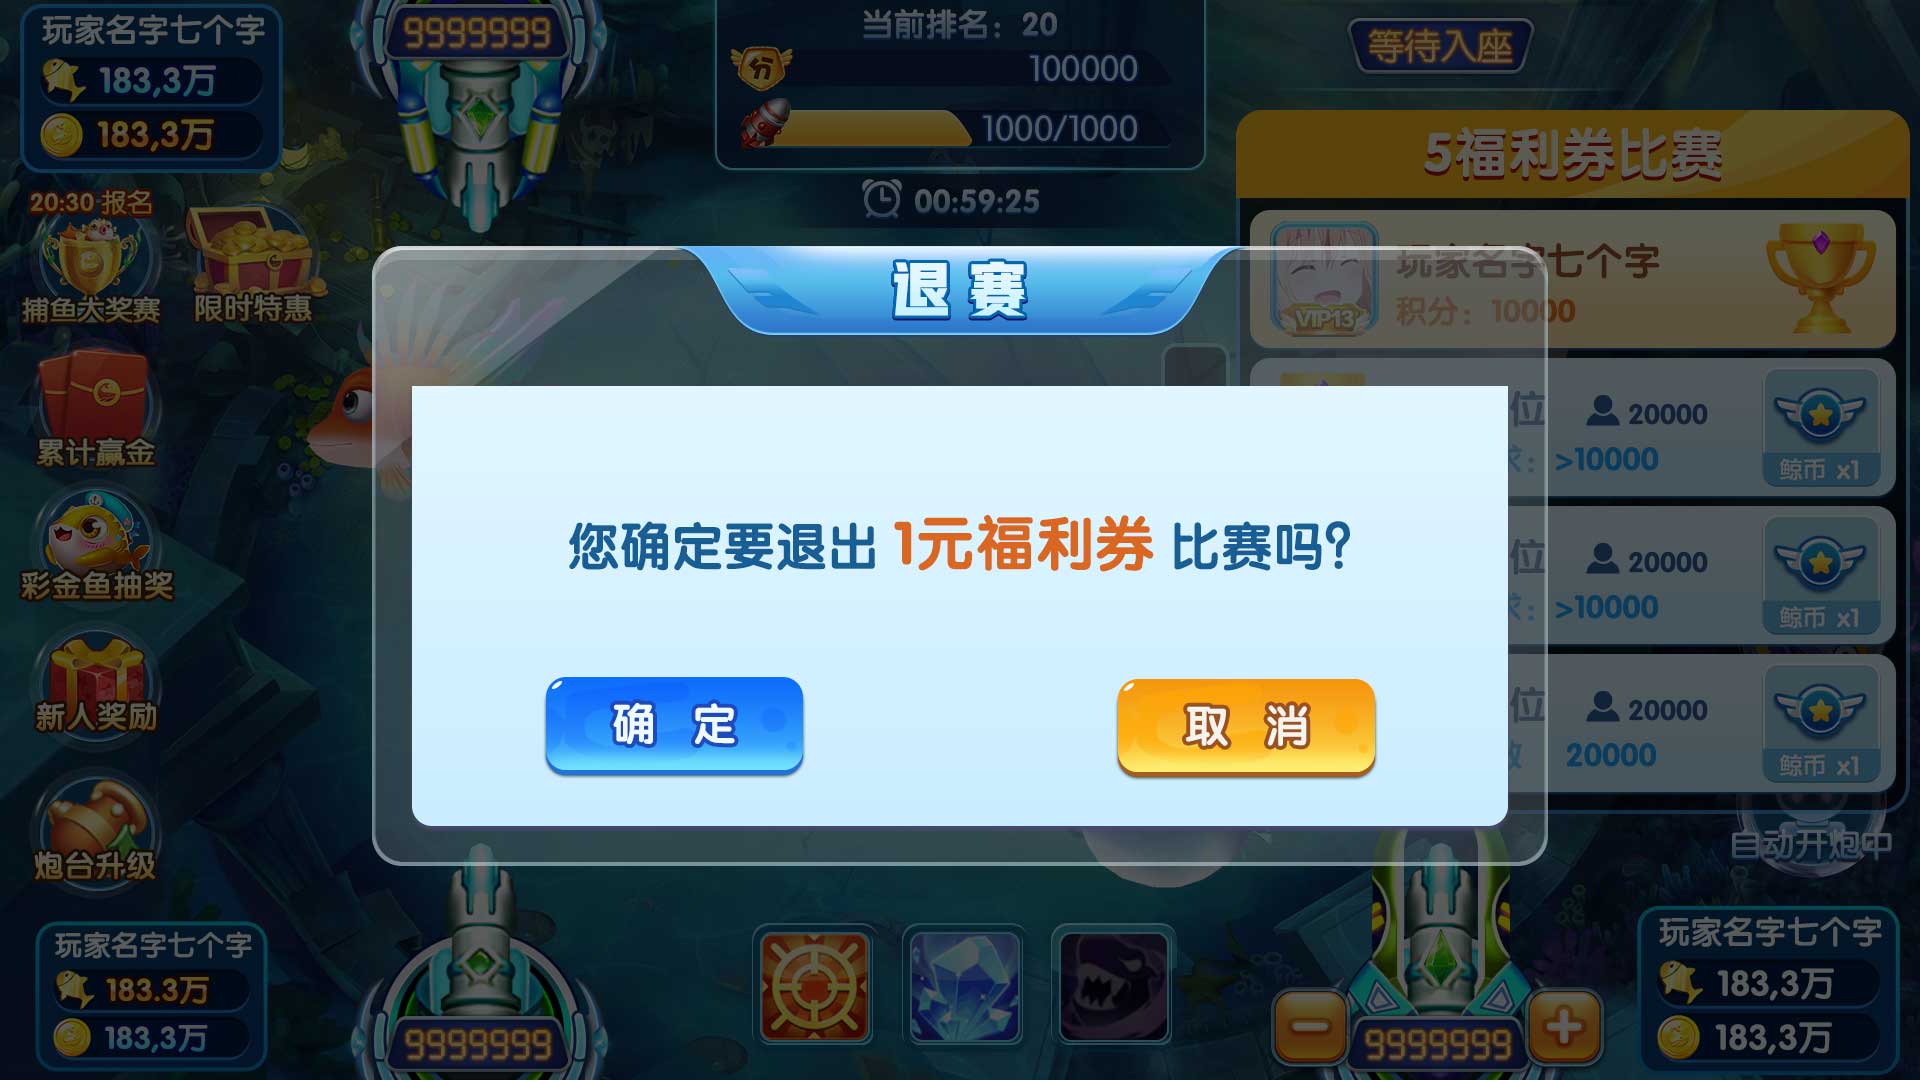 玩家名字七个字
183,3万
183,3万
9999999
当前排名：20
100000
1000/1000
00:59:25
等待入座
5福利券比赛
玩家名字七个字
积分：10000
VIP13
20:30 报名
捕鱼大奖赛
限时特惠
累计赢金
彩金鱼抽奖
新人奖励
炮台升级
退赛
您确定要退出 1元福利券 比赛吗？
确 定
取 消
位
20000
求：>10000
鲸币 x1
位
20000
求：>10000
鲸币 x1
位
20000
20000
鲸币 x1
自动开炮中
玩家名字七个字
183.3万
183,3万
9999999
9999999
玩家名字七个字
183,3万
183,3万